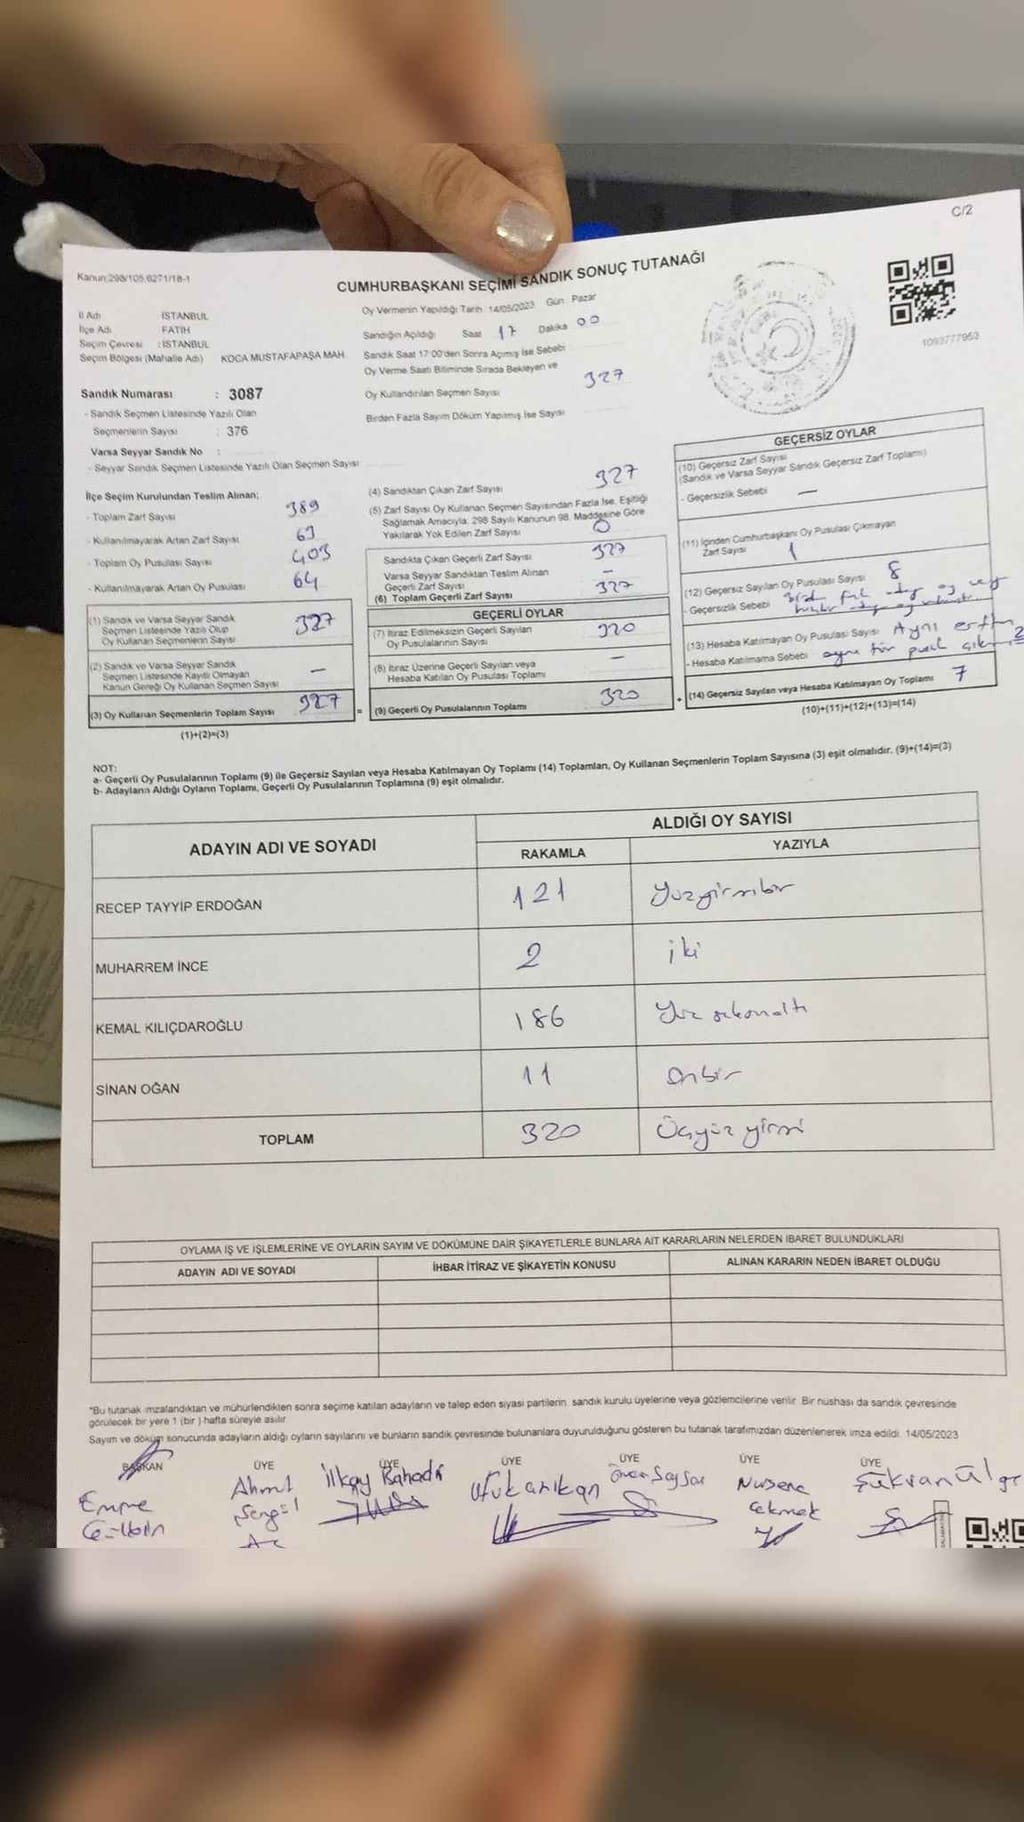 C/2
Kanun:298/105,6271/18-1
CUMHURBAŞKANI SEÇİMİ SANDIK SONUÇ TUTANAĞI
1093777953
İl Adı : İSTANBUL
İlçe Adı : FATİH
Seçim Çevresi : İSTANBUL
Seçim Bölgesi (Mahalle Adı) KOCA MUSTAFAPAŞA MAH.
Oy Vermenin Yapıldığı Tarih: 14/05/2023 Gün: Pazar
Sandığın Açıldığı Saat 17 Dakika 00
Sandık Saat 17:00'den Sonra Açımış İse Sebebi
Oy Verme Saati Bitiminde Sırada Bekleyen ve
Oy Kullandırılan Seçmen Sayısı 327
Birden Fazla Sayım Döküm Yapılmış İse Sayısı
Sandık Numarası : 3087
- Sandık Seçmen Listesinde Yazılı Olan
Seçmenlerin Sayısı : 376
Varsa Seyyar Sandık No :
- Seyyar Sandık Seçmen Listesinde Yazılı Olan Seçmen Sayısı
İlçe Seçim Kurulundan Teslim Alınan;
- Toplam Zarf Sayısı 389
- Kullanılmayarak Artan Zarf Sayısı 63
- Toplam Oy Pusulası Sayısı 403
- Kullanılmayarak Artan Oy Pusulası 64
(1) Sandık ve Varsa Seyyar Sandık
Seçmen Listesinde Yazılı Olup
Oy Kullanan Seçmenlerin Sayısı 327
(2) Sandık ve Varsa Seyyar Sandık
Seçmen Listesinde Kayıtlı Olmayan
Kanun Gereği Oy Kullanan Seçmen Sayısı —
(3) Oy Kullanan Seçmenlerin Toplam Sayısı 327
(1)+(2)=(3)
(4) Sandıktan Çıkan Zarf Sayısı 327
(5) Zarf Sayısı Oy Kullanan Seçmen Sayısından Fazla İse, Eşitliği
Sağlamak Amacıyla, 298 Sayılı Kanunun 98. Maddesine Göre
Yakılarak Yok Edilen Zarf Sayısı 0
Sandıkta Çıkan Geçerli Zarf Sayısı 327
Varsa Seyyar Sandıktan Teslim Alınan
Geçerli Zarf Sayısı —
(6) Toplam Geçerli Zarf Sayısı 327
GEÇERLİ OYLAR
(7) İtiraz Edilmeksizin Geçerli Sayılan
Oy Pusulalarının Sayısı 320
(8) İtiraz Üzerine Geçerli Sayılan veya
Hesaba Katılan Oy Pusulası Toplamı —
(9) Geçerli Oy Pusulalarının Toplamı 320
GEÇERSİZ OYLAR
(10) Geçersiz Zarf Sayısı
(Sandık ve Varsa Seyyar Sandık Geçersiz Zarf Toplamı)
- Geçersizlik Sebebi —
(11) İçinden Cumhurbaşkanı Oy Pusulası Çıkmayan
Zarf Sayısı 1
(12) Geçersiz Sayılan Oy Pusulası Sayısı 8
- Geçersizlik Sebebi
(13) Hesaba Katılmayan Oy Pusulası Sayısı Aynı
- Hesaba Katılmama Sebebi aynı tür 2
(14) Geçersiz Sayılan veya Hesaba Katılmayan Oy Toplamı 7
(10)+(11)+(12)+(13)=(14)
NOT:
a- Geçerli Oy Pusulalarının Toplamı (9) ile Geçersiz Sayılan veya Hesaba Katılmayan Oy Toplamı (14) Toplamları, Oy Kullanan Seçmenlerin Toplam Sayısına (3) eşit olmalıdır. (9)+(14)=(3)
b- Adayların Aldığı Oyların Toplamı, Geçerli Oy Pusulalarının Toplamına (9) eşit olmalıdır.
ADAYIN ADI VE SOYADI
ALDIĞI OY SAYISI
RAKAMLA YAZIYLA
RECEP TAYYİP ERDOĞAN 121 Yüzyirmibir
MUHARREM İNCE 2 iki
KEMAL KILIÇDAROĞLU 186 Yüz seksenaltı
SİNAN OĞAN 11 onbir
TOPLAM 320 Üçyüz yirmi
OYLAMA İŞ VE İŞLEMLERİNE VE OYLARIN SAYIM VE DÖKÜMÜNE DAİR ŞİKAYETLERLE BUNLARA AİT KARARLARIN NELERDEN İBARET BULUNDUKLARI
ADAYIN ADI VE SOYADI İHBAR İTİRAZ VE ŞİKAYETİN KONUSU ALINAN KARARIN NEDEN İBARET OLDUĞU
*Bu tutanak imzalandıktan ve mühürlendikten sonra seçime katılan adayların ve talep eden siyasi partilerin, sandık kurulu üyelerine veya gözlemcilerine verilir. Bir nüshası da sandık çevresinde
görülecek bir yere 1 (bir) hafta süreyle asılır.
Sayım ve döküm sonucunda adayların aldığı oyların sayılarını ve bunların sandık çevresinde bulunanlara duyurulduğunu gösteren bu tutanak tarafımızdan düzenlenerek imza edildi. 14/05/2023
BAŞKAN ÜYE ÜYE ÜYE ÜYE ÜYE ÜYE
Emine Ahmet Şengül İlkay Bahadır Ufuk Arıkan Öner Saysal Nursena Çekmek Şükran Ülge